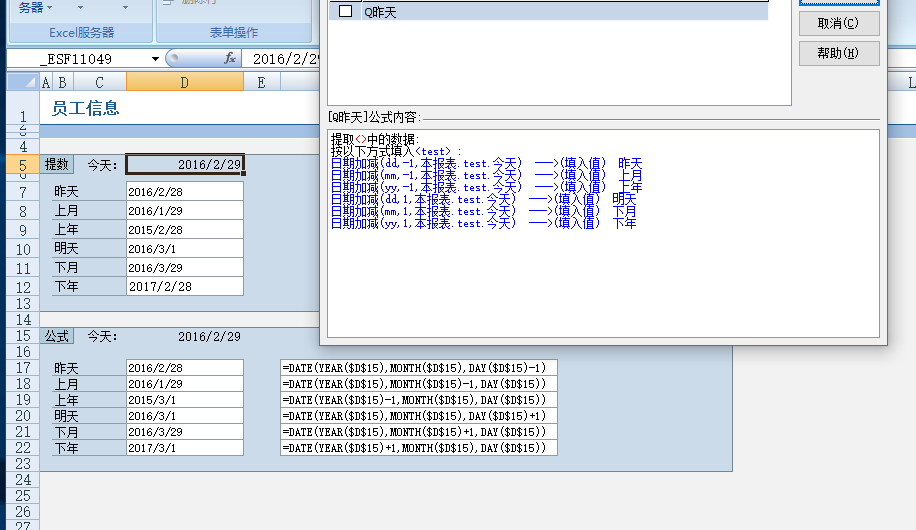 务器 删除行
Excel服务器 表单操作
_ESF11049 fx 2016/2/29
A B C D E L
1 员工信息
2
3
4
5 提数 今天: 2016/2/29
6
7 昨天 2016/2/28
8 上月 2016/1/29
9 上年 2015/2/28
10 明天 2016/3/1
11 下月 2016/3/29
12 下年 2017/2/28
13
14
15 公式 今天: 2016/2/29
16
17 昨天 2016/2/28 =DATE(YEAR($D$15),MONTH($D$15),DAY($D$15)-1)
18 上月 2016/1/29 =DATE(YEAR($D$15),MONTH($D$15)-1,DAY($D$15))
19 上年 2015/3/1 =DATE(YEAR($D$15)-1,MONTH($D$15),DAY($D$15))
20 明天 2016/3/1 =DATE(YEAR($D$15),MONTH($D$15),DAY($D$15)+1)
21 下月 2016/3/29 =DATE(YEAR($D$15),MONTH($D$15)+1,DAY($D$15))
22 下年 2017/3/1 =DATE(YEAR($D$15)+1,MONTH($D$15),DAY($D$15))
23
24
25
26
27
Q昨天
取消(C)
帮助(H)
[Q昨天]公式内容:
提取<>中的数据:
按以下方式填入<test> :
日期加减(dd,-1,本报表.test.今天) --->(填入值) 昨天
日期加减(mm,-1,本报表.test.今天) --->(填入值) 上月
日期加减(yy,-1,本报表.test.今天) --->(填入值) 上年
日期加减(dd,1,本报表.test.今天) --->(填入值) 明天
日期加减(mm,1,本报表.test.今天) --->(填入值) 下月
日期加减(yy,1,本报表.test.今天) --->(填入值) 下年